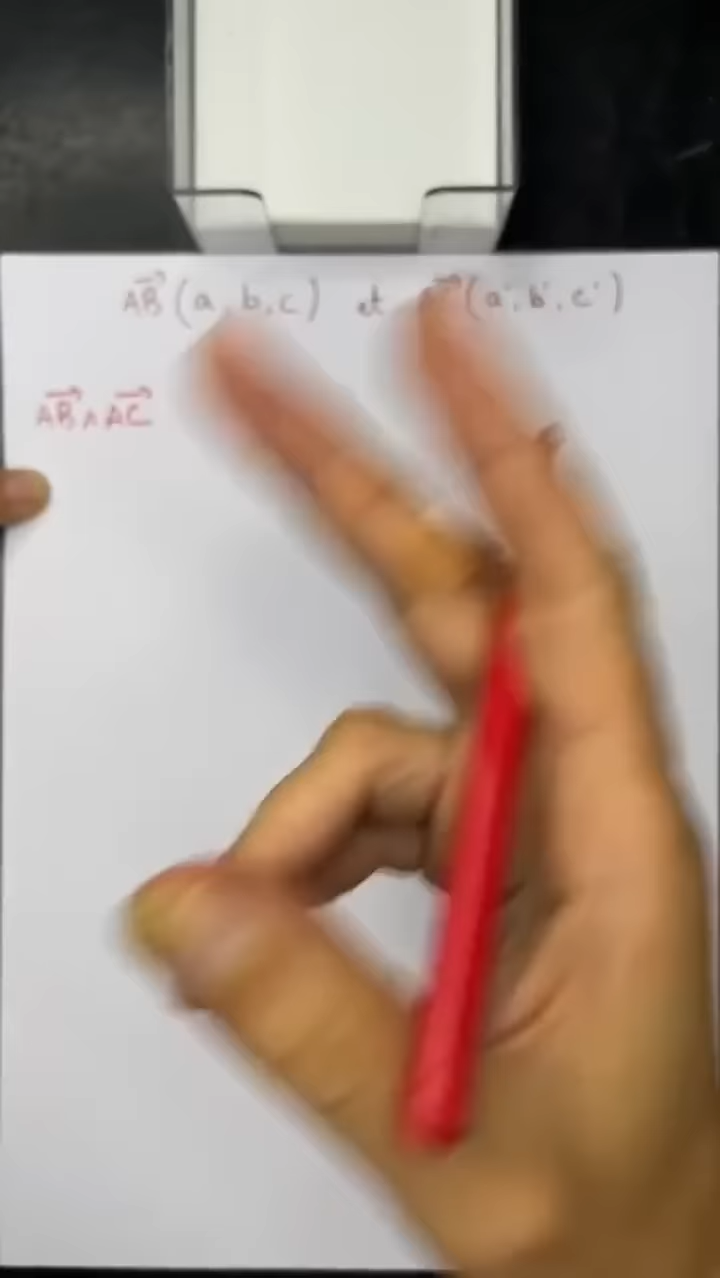 AB (a, b, c) et (a', b', c')
AB ∧ AC